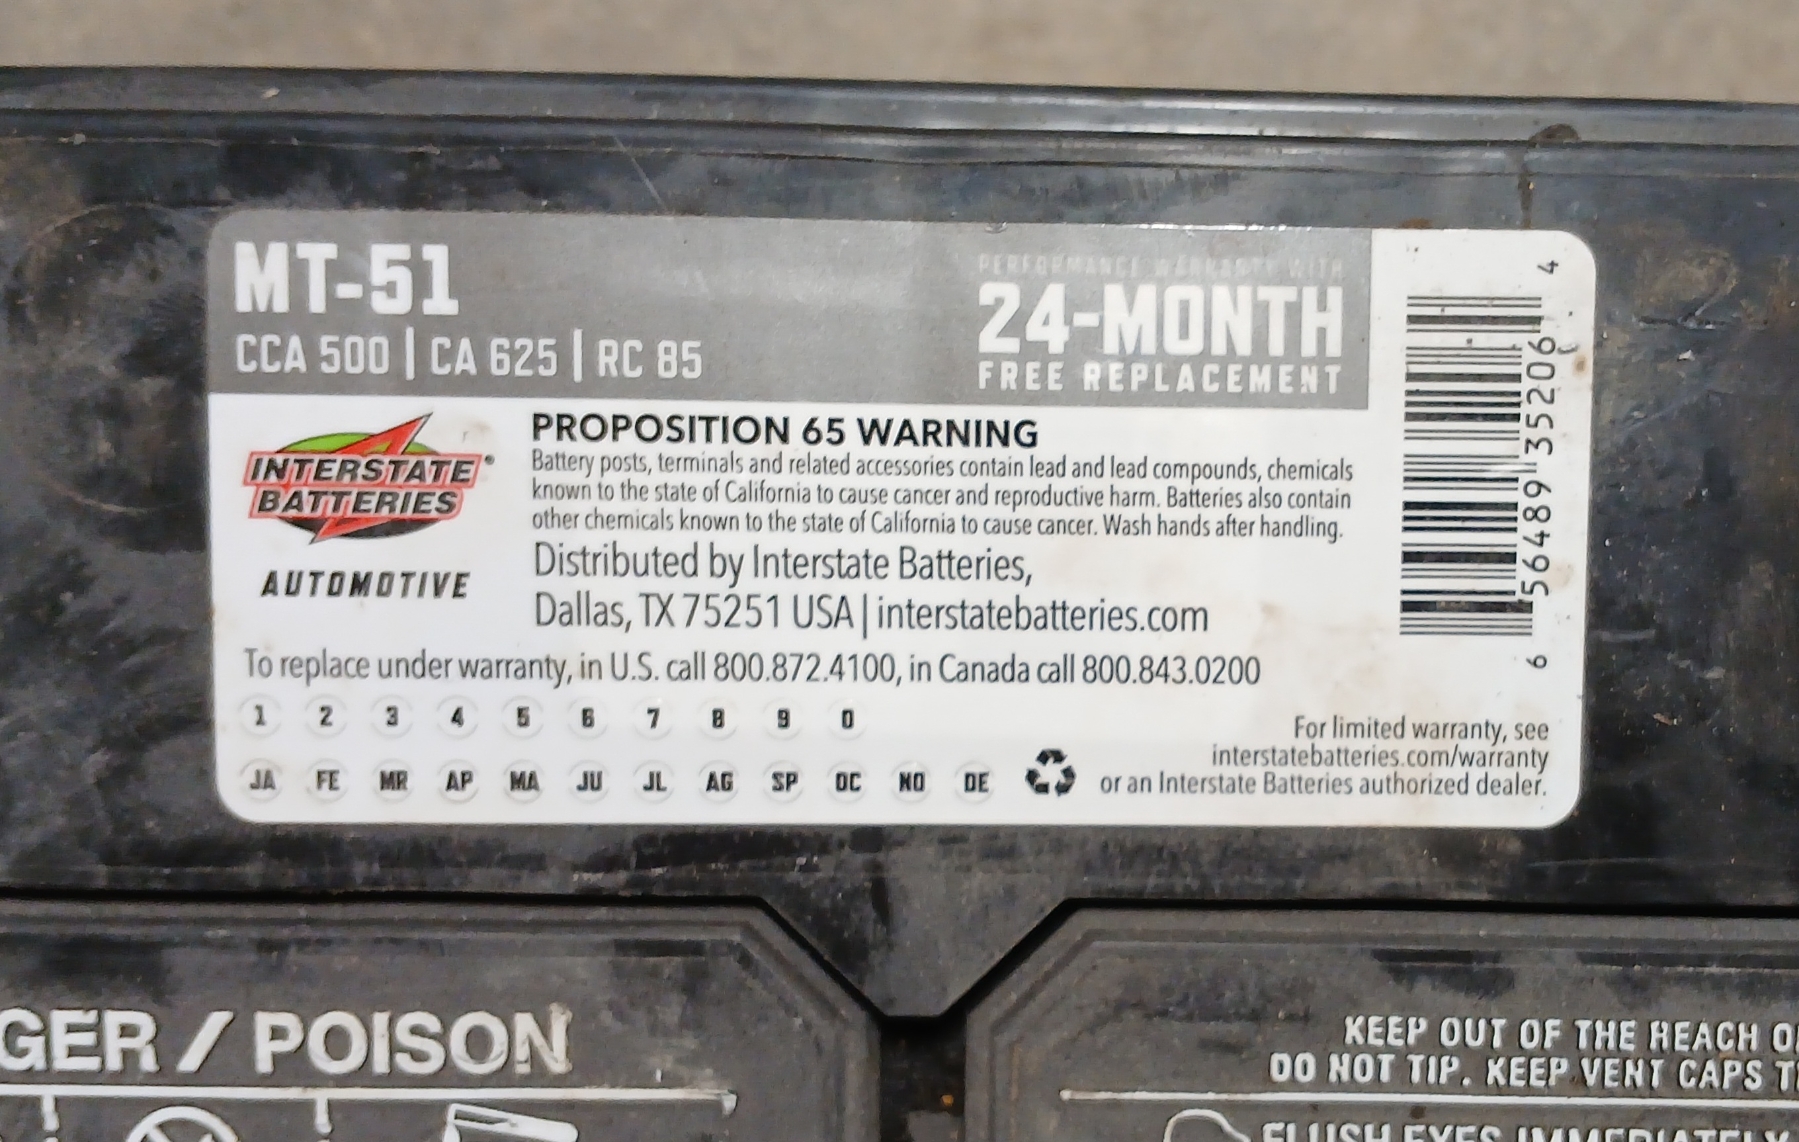 MT-51
CCA 500 | CA 625 | RC 85
PERFORMANCE WARRANTY WITH
24-MONTH
FREE REPLACEMENT
INTERSTATE
BATTERIES®
AUTOMOTIVE
PROPOSITION 65 WARNING
Battery posts, terminals and related accessories contain lead and lead compounds, chemicals
known to the state of California to cause cancer and reproductive harm. Batteries also contain
other chemicals known to the state of California to cause cancer. Wash hands after handling.
Distributed by Interstate Batteries,
Dallas, TX 75251 USA | interstatebatteries.com
To replace under warranty, in U.S. call 800.872.4100, in Canada call 800.843.0200
1 2 3 4 5 6 7 8 9 0
JA FE MR AP MA JU JL AG SP OC NO DE
For limited warranty, see
interstatebatteries.com/warranty
or an Interstate Batteries authorized dealer.
6 56489 35206 4
GER / POISON
KEEP OUT OF THE REACH O
DO NOT TIP. KEEP VENT CAPS T
FLUSH EYES IMMEDIATELY